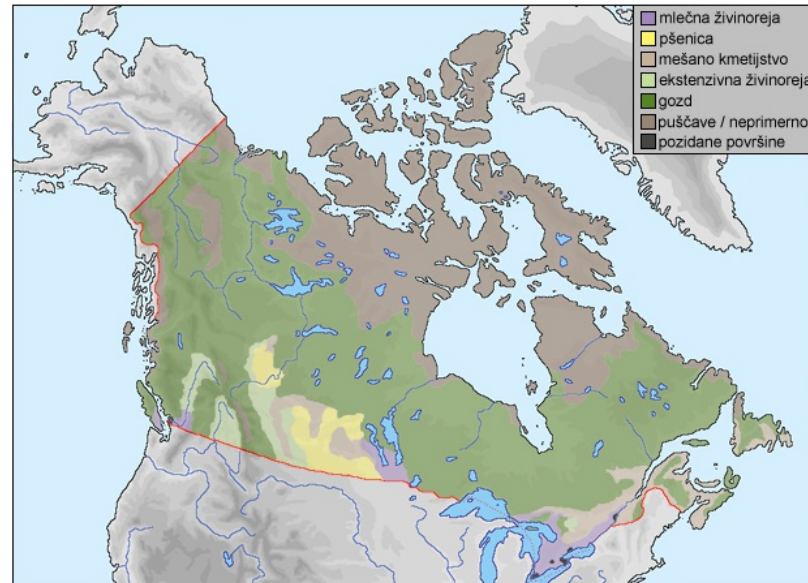 mlečna živinoreja
pšenica
mešano kmetijstvo
ekstenzivna živinoreja
gozd
puščave / neprimerno
pozidane površine